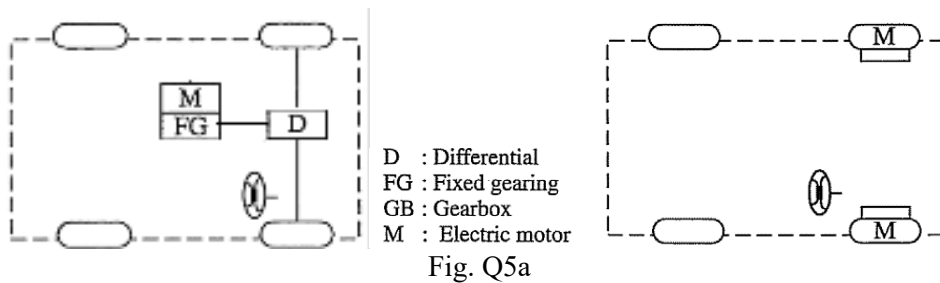 M
FG
D
D : Differential
FG : Fixed gearing
GB : Gearbox
M : Electric motor
M
M
Fig. Q5a